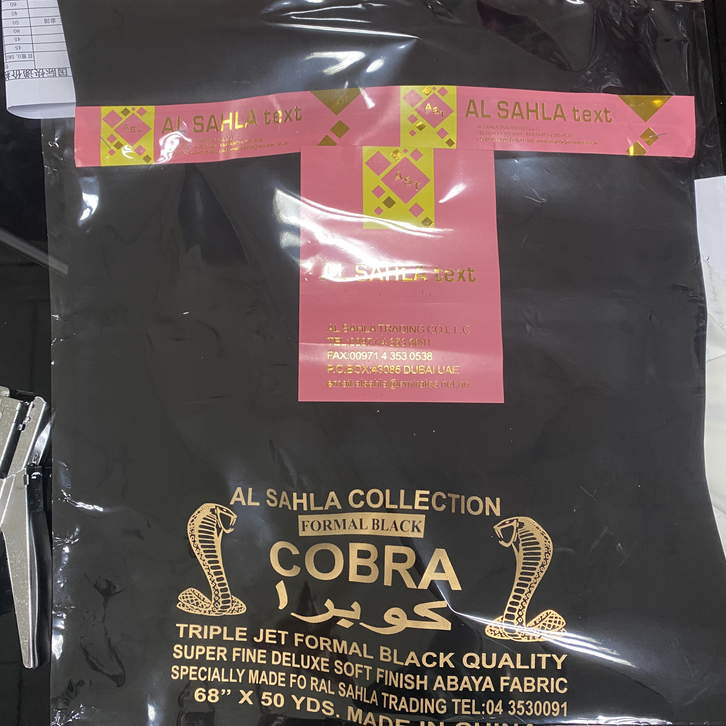 AL SAHLA text
AL SAHLA text
AL SAHLA text
AL SAHLA TRADING CO L.L.C
FAX:00971 4 353 0538
P.O.BOX:43085 DUBAI UAE
AL SAHLA COLLECTION
FORMAL BLACK
COBRA
كوبرا
TRIPLE JET FORMAL BLACK QUALITY
SUPER FINE DELUXE SOFT FINISH ABAYA FABRIC
SPECIALLY MADE FO RAL SAHLA TRADING TEL:04 3530091
68” X 50 YDS. MADE IN CHINA